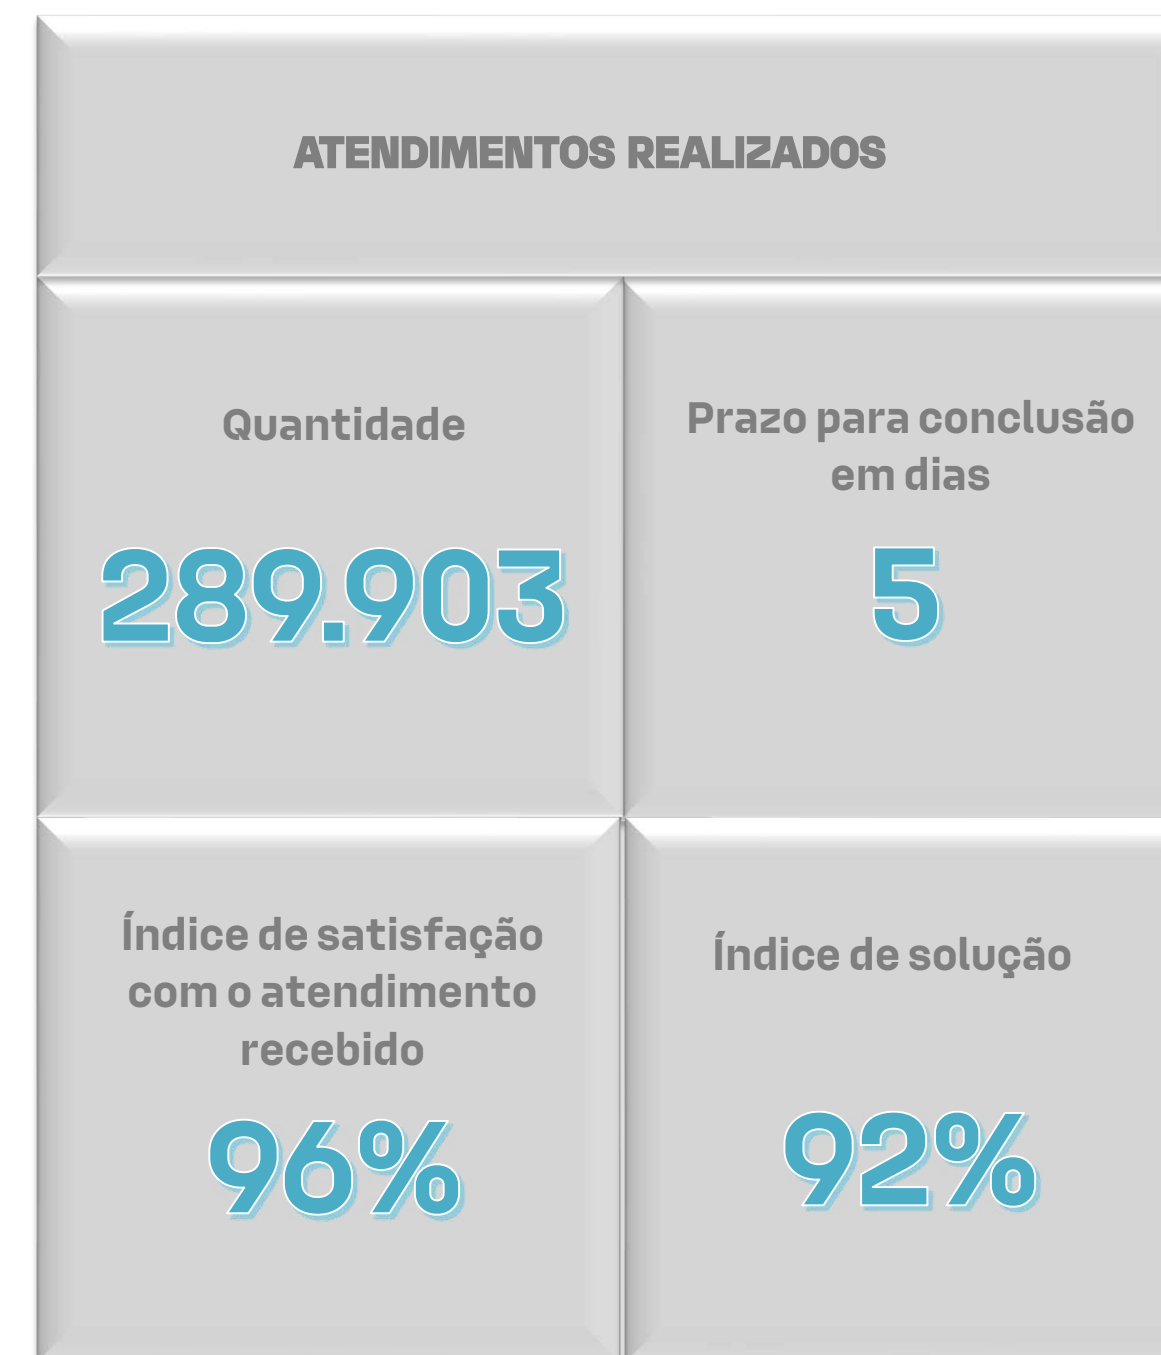 ATENDIMENTOS REALIZADOS
Quantidade
289.903
Prazo para conclusão
em dias
5
Índice de satisfação
com o atendimento
recebido
96%
Índice de solução
92%